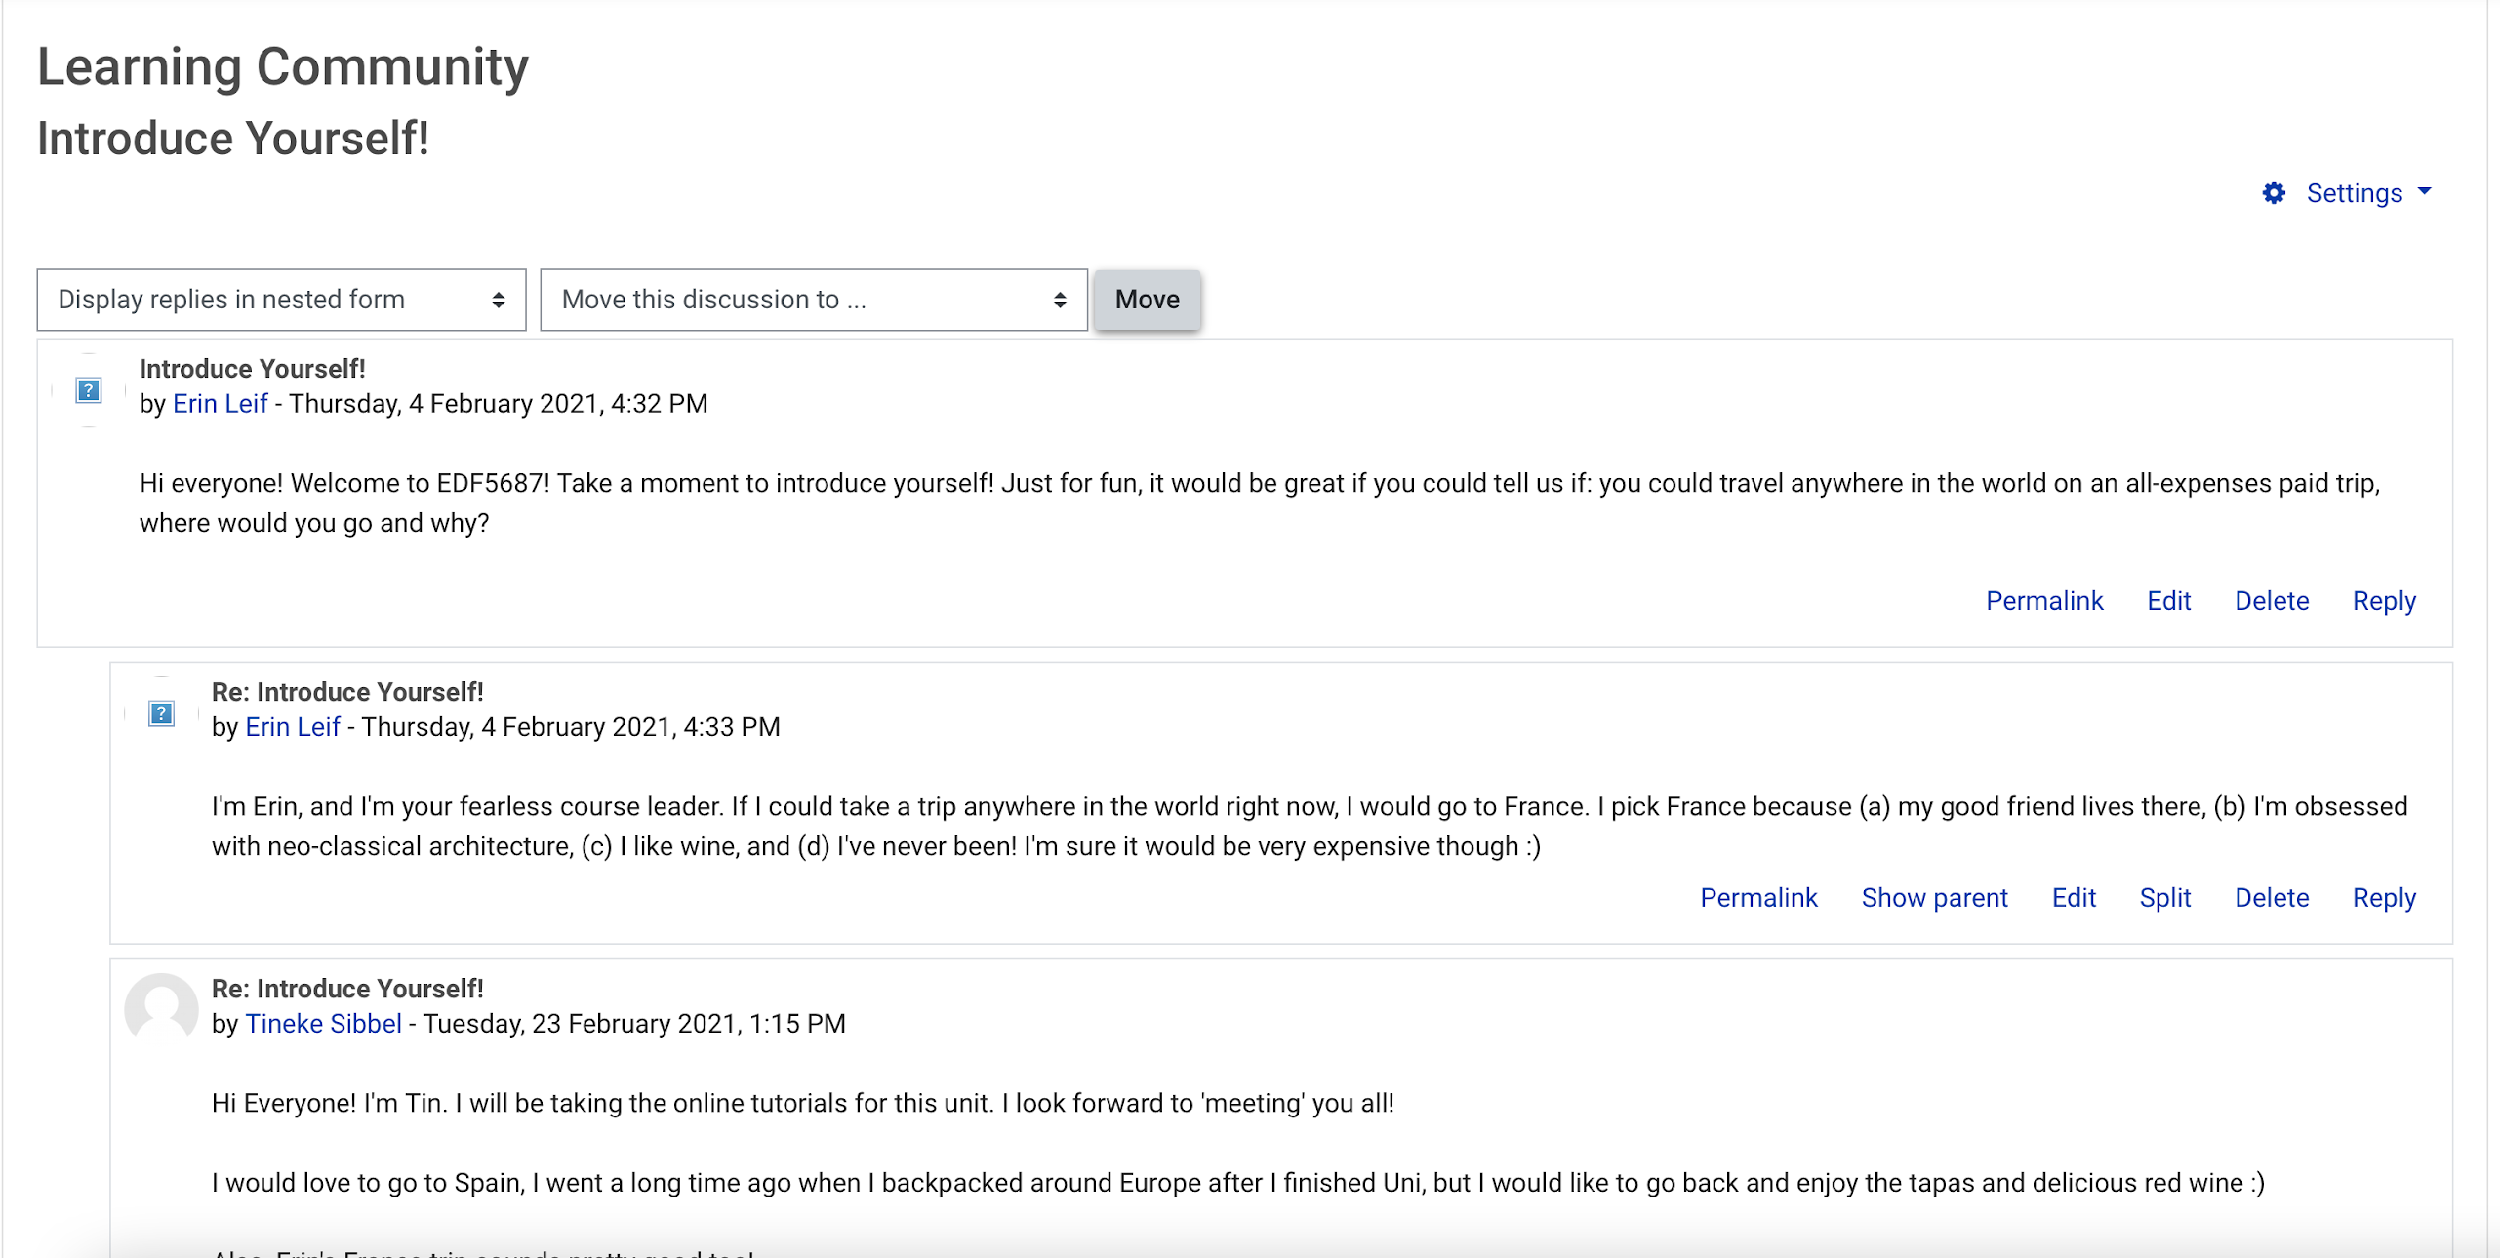 Learning Community
Introduce Yourself!
Settings
Display replies in nested form
Move this discussion to ...
Move
Introduce Yourself!
by Erin Leif - Thursday, 4 February 2021, 4:32 PM
Hi everyone! Welcome to EDF5687! Take a moment to introduce yourself! Just for fun, it would be great if you could tell us if: you could travel anywhere in the world on an all-expenses paid trip,
where would you go and why?
Permalink Edit Delete Reply
Re: Introduce Yourself!
by Erin Leif - Thursday, 4 February 2021, 4:33 PM
I'm Erin, and I'm your fearless course leader. If I could take a trip anywhere in the world right now, I would go to France. I pick France because (a) my good friend lives there, (b) I'm obsessed
with neo-classical architecture, (c) I like wine, and (d) I've never been! I'm sure it would be very expensive though :)
Permalink Show parent Edit Split Delete Reply
Re: Introduce Yourself!
by Tineke Sibbel - Tuesday, 23 February 2021, 1:15 PM
Hi Everyone! I'm Tin. I will be taking the online tutorials for this unit. I look forward to 'meeting' you all!
I would love to go to Spain, I went a long time ago when I backpacked around Europe after I finished Uni, but I would like to go back and enjoy the tapas and delicious red wine :)
Also, Erin's France trip sounds pretty good too!